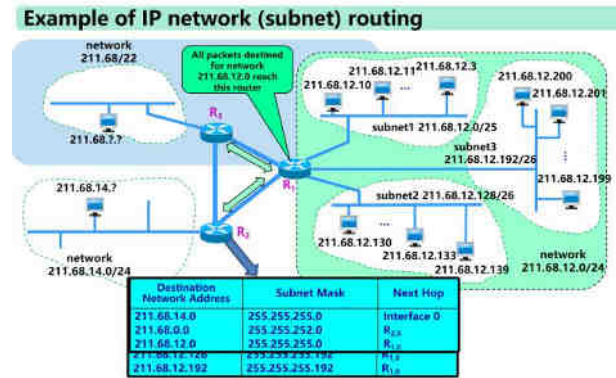 Example of IP network (subnet) routing
network
211.68/22
211.68.?.?
All packets destined
for network
211.68.12.0 reach
this router
R3
R1
R2
211.68.12.10
211.68.12.11
...
211.68.12.3
subnet1 211.68.12.0/25
211.68.12.200
211.68.12.201
...
211.68.12.199
subnet3
211.68.12.192/26
subnet2 211.68.12.128/26
211.68.12.130
...
211.68.12.133
211.68.12.139
network
211.68.12.0/24
211.68.14.?
network
211.68.14.0/24
Destination Network Address
Subnet Mask
Next Hop
211.68.14.0 255.255.255.0 Interface 0
211.68.0.0 255.255.252.0
211.68.12.0 255.255.255.0
255.255.255.192
211.68.12.192 255.255.255.192